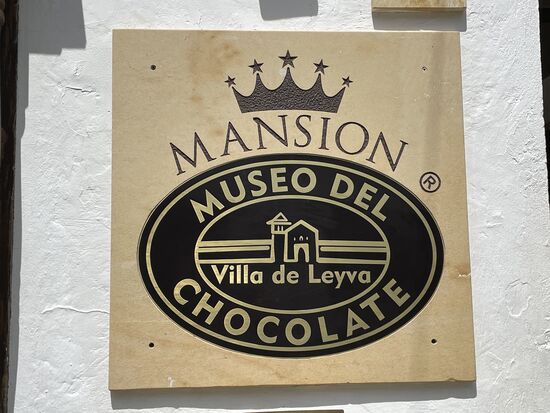 MANSION
®
MUSEO DEL
Villa de Leyva
CHOCOLATE